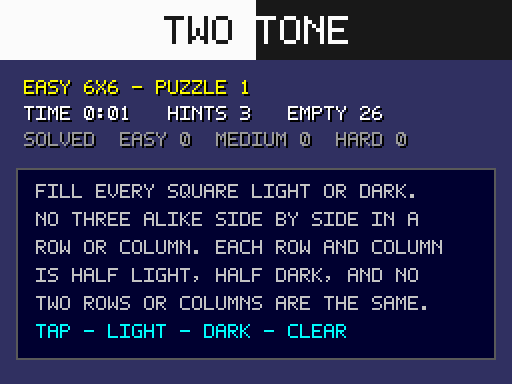 TWO TONE
EASY 6X6 - PUZZLE 1
TIME 0:01 HINTS 3 EMPTY 26
SOLVED EASY 0 MEDIUM 0 HARD 0
FILL EVERY SQUARE LIGHT OR DARK.
NO THREE ALIKE SIDE BY SIDE IN A
ROW OR COLUMN. EACH ROW AND COLUMN
IS HALF LIGHT, HALF DARK, AND NO
TWO ROWS OR COLUMNS ARE THE SAME.
TAP - LIGHT - DARK - CLEAR